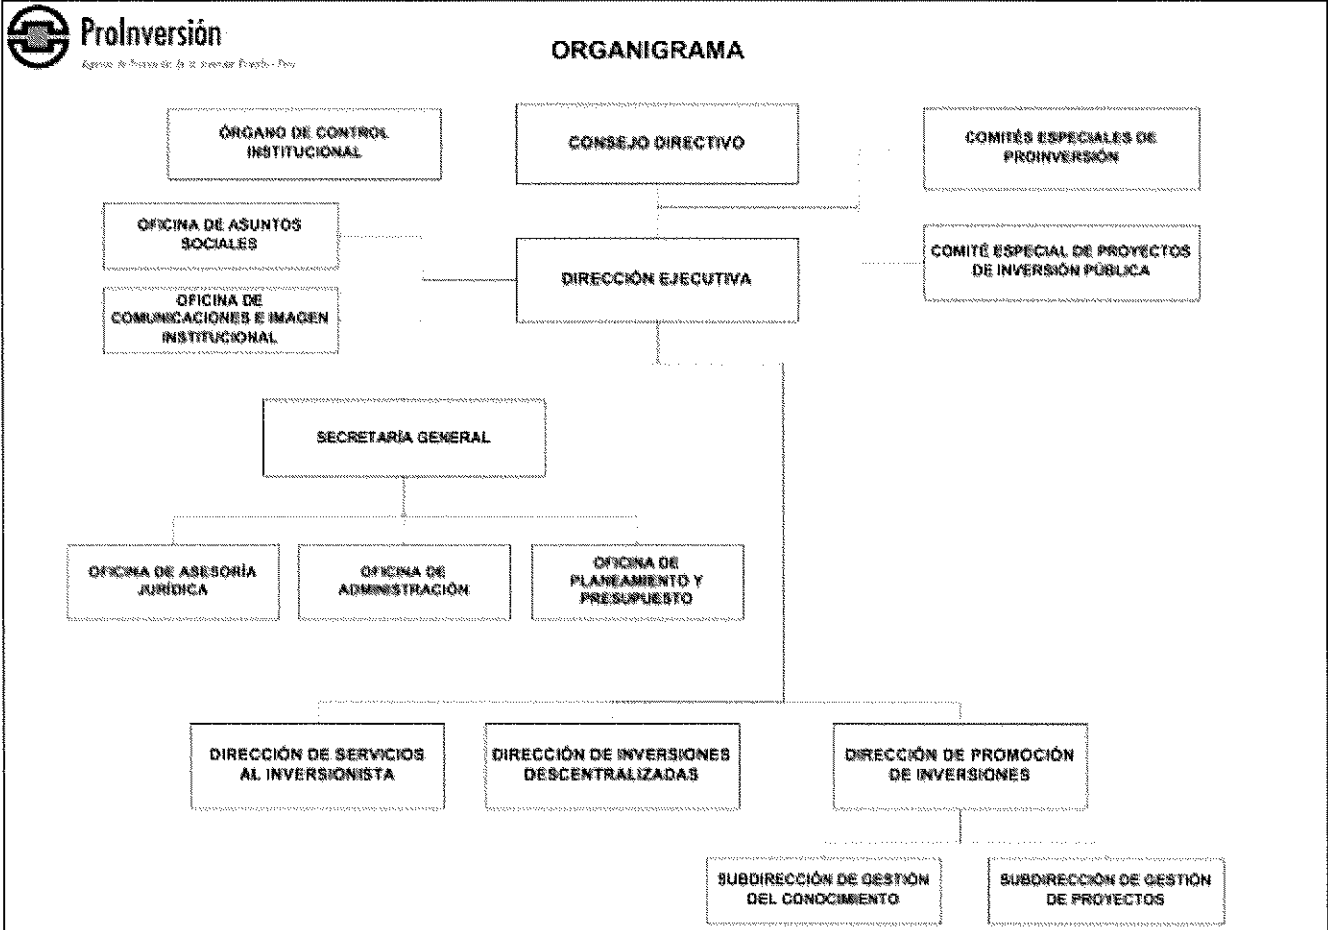 ProInversión
ORGANIGRAMA
ÓRGANO DE CONTROL
INSTITUCIONAL
CONSEJO DIRECTIVO
COMITÉS ESPECIALES DE
PROINVERSIÓN
OFICINA DE ASUNTOS
SOCIALES
DIRECCIÓN EJECUTIVA
COMITÉ ESPECIAL DE PROYECTOS
DE INVERSIÓN PÚBLICA
OFICINA DE
COMUNICACIONES E IMAGEN
INSTITUCIONAL
SECRETARÍA GENERAL
OFICINA DE ASESORÍA
JURÍDICA
OFICINA DE
ADMINISTRACIÓN
OFICINA DE
PLANEAMIENTO Y
PRESUPUESTO
DIRECCIÓN DE SERVICIOS
AL INVERSIONISTA
DIRECCIÓN DE INVERSIONES
DESCENTRALIZADAS
DIRECCIÓN DE PROMOCIÓN
DE INVERSIONES
SUBDIRECCIÓN DE GESTIÓN
DEL CONOCIMIENTO
SUBDIRECCIÓN DE GESTIÓN
DE PROYECTOS